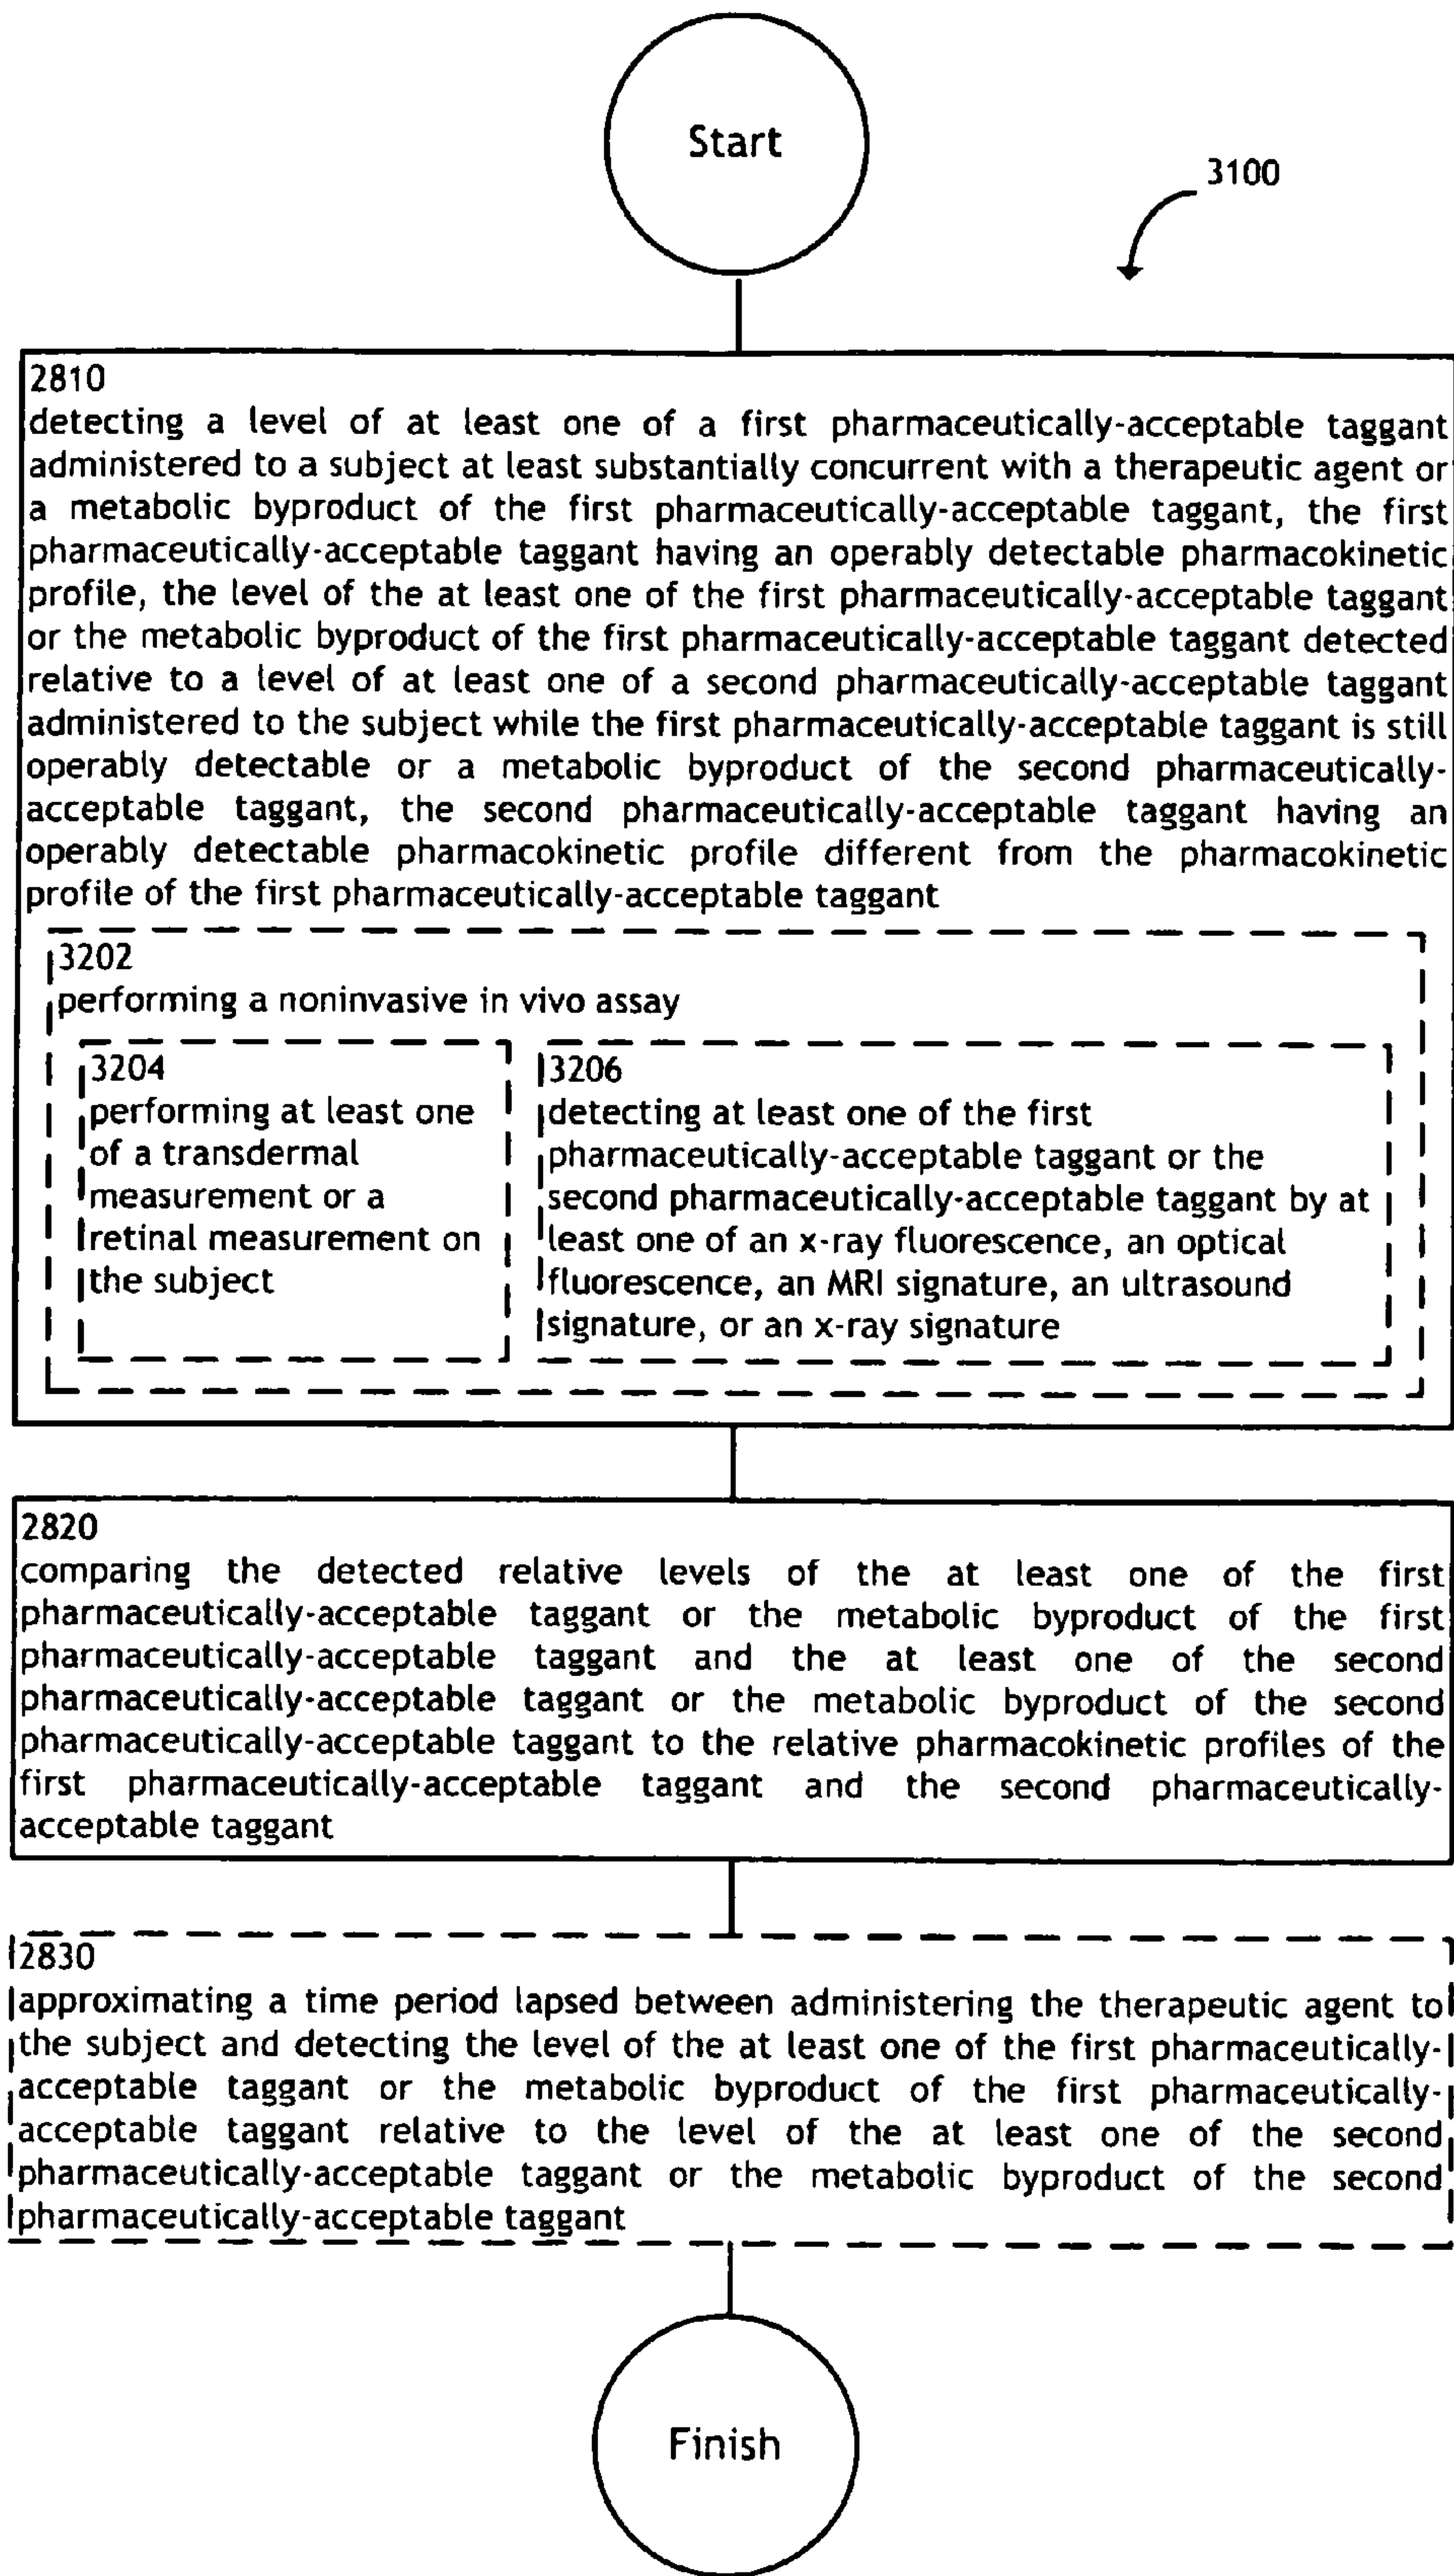 Start
3100
2810
detecting a level of at least one of a first pharmaceutically-acceptable taggant
administered to a subject at least substantially concurrent with a therapeutic agent or
a metabolic byproduct of the first pharmaceutically-acceptable taggant, the first
pharmaceutically-acceptable taggant having an operably detectable pharmacokinetic
profile, the level of the at least one of the first pharmaceutically-acceptable taggant
or the metabolic byproduct of the first pharmaceutically-acceptable taggant detected
relative to a level of at least one of a second pharmaceutically-acceptable taggant
administered to the subject while the first pharmaceutically-acceptable taggant is still
operably detectable or a metabolic byproduct of the second pharmaceutically-
acceptable taggant, the second pharmaceutically-acceptable taggant having an
operably detectable pharmacokinetic profile different from the pharmacokinetic
profile of the first pharmaceutically-acceptable taggant
3202
performing a noninvasive in vivo assay
3204
performing at least one
of a transdermal
measurement or a
retinal measurement on
the subject
3206
detecting at least one of the first
pharmaceutically-acceptable taggant or the
second pharmaceutically-acceptable taggant by at
least one of an x-ray fluorescence, an optical
fluorescence, an MRI signature, an ultrasound
signature, or an x-ray signature
2820
comparing the detected relative levels of the at least one of the first
pharmaceutically-acceptable taggant or the metabolic byproduct of the first
pharmaceutically-acceptable taggant and the at least one of the second
pharmaceutically-acceptable taggant or the metabolic byproduct of the second
pharmaceutically-acceptable taggant to the relative pharmacokinetic profiles of the
first pharmaceutically-acceptable taggant and the second pharmaceutically-
acceptable taggant
2830
approximating a time period lapsed between administering the therapeutic agent to
the subject and detecting the level of the at least one of the first pharmaceutically-
acceptable taggant or the metabolic byproduct of the first pharmaceutically-
acceptable taggant relative to the level of the at least one of the second
pharmaceutically-acceptable taggant or the metabolic byproduct of the second
pharmaceutically-acceptable taggant
Finish